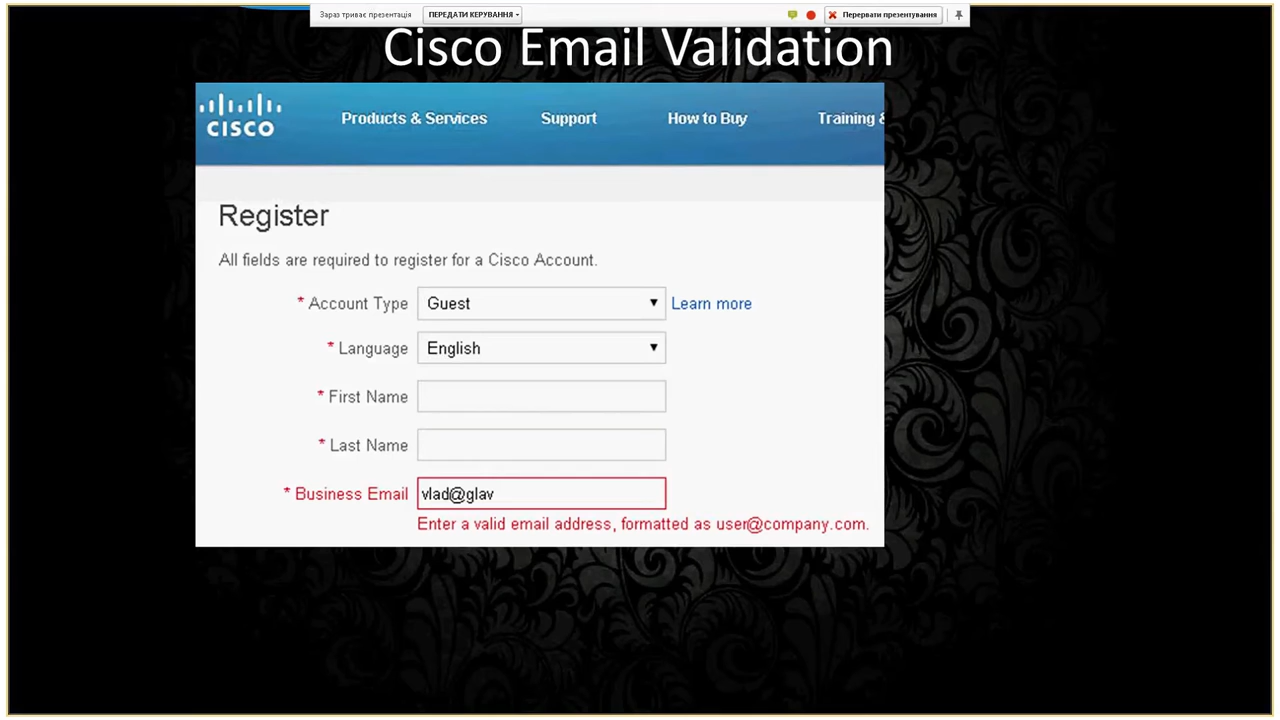 Зараз триває презентація ПЕРЕДАТИ КЕРУВАННЯ Перервати презентування
Cisco Email Validation
CISCO Products & Services Support How to Buy Training &
Register
All fields are required to register for a Cisco Account.
* Account Type Guest Learn more
* Language English
* First Name
* Last Name
* Business Email vlad@glav
Enter a valid email address, formatted as user@company.com.